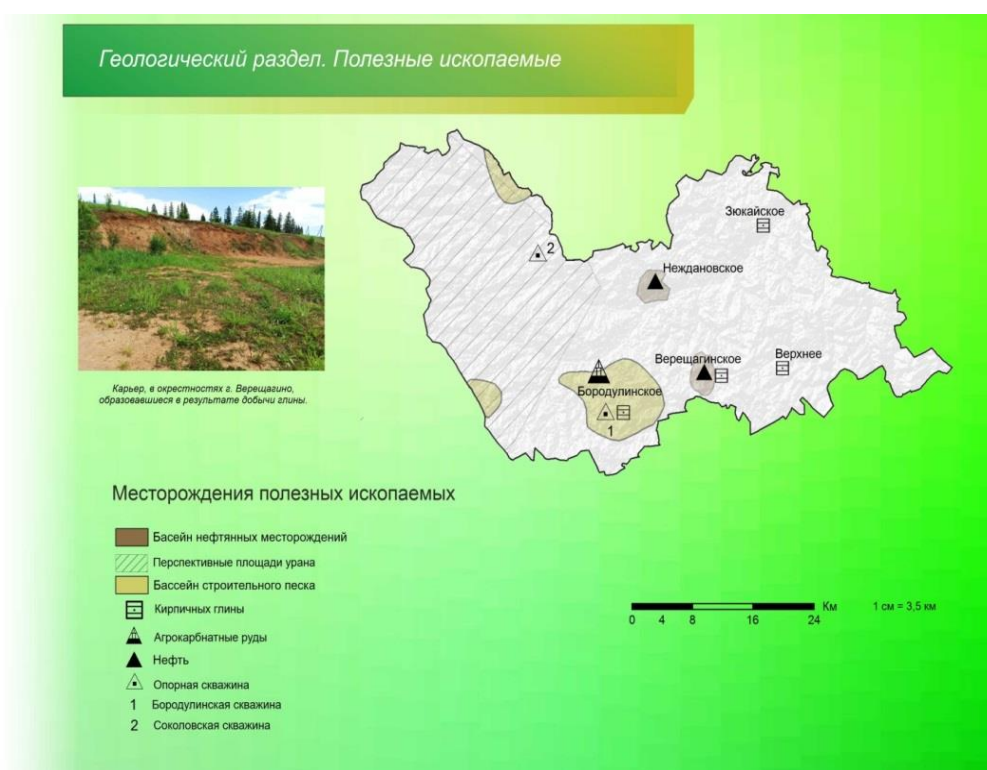 Геологический раздел. Полезные ископаемые
Зюкайское
2
Неждановское
Верещагинское
Верхнее
Бородулинское
1
Карьер, в окрестностях г. Верещагино,
образовавшиеся в результате добычи глины.
Месторождения полезных ископаемых
Басейн нефтянных месторождений
Перспективные площади урана
Бассейн строительного песка
Кирпичных глины
Агрокарбнатные руды
Нефть
Опорная скважина
1 Бородулинская скважина
2 Соколовская скважина
Км 1 см = 3,5 км
0 4 8 16 24